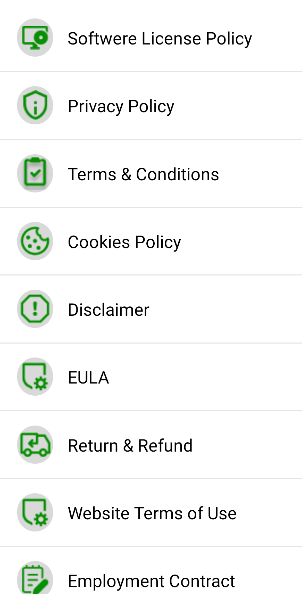 Softwere License Policy
Privacy Policy
Terms & Conditions
Cookies Policy
Disclaimer
EULA
Return & Refund
Website Terms of Use
Employment Contract